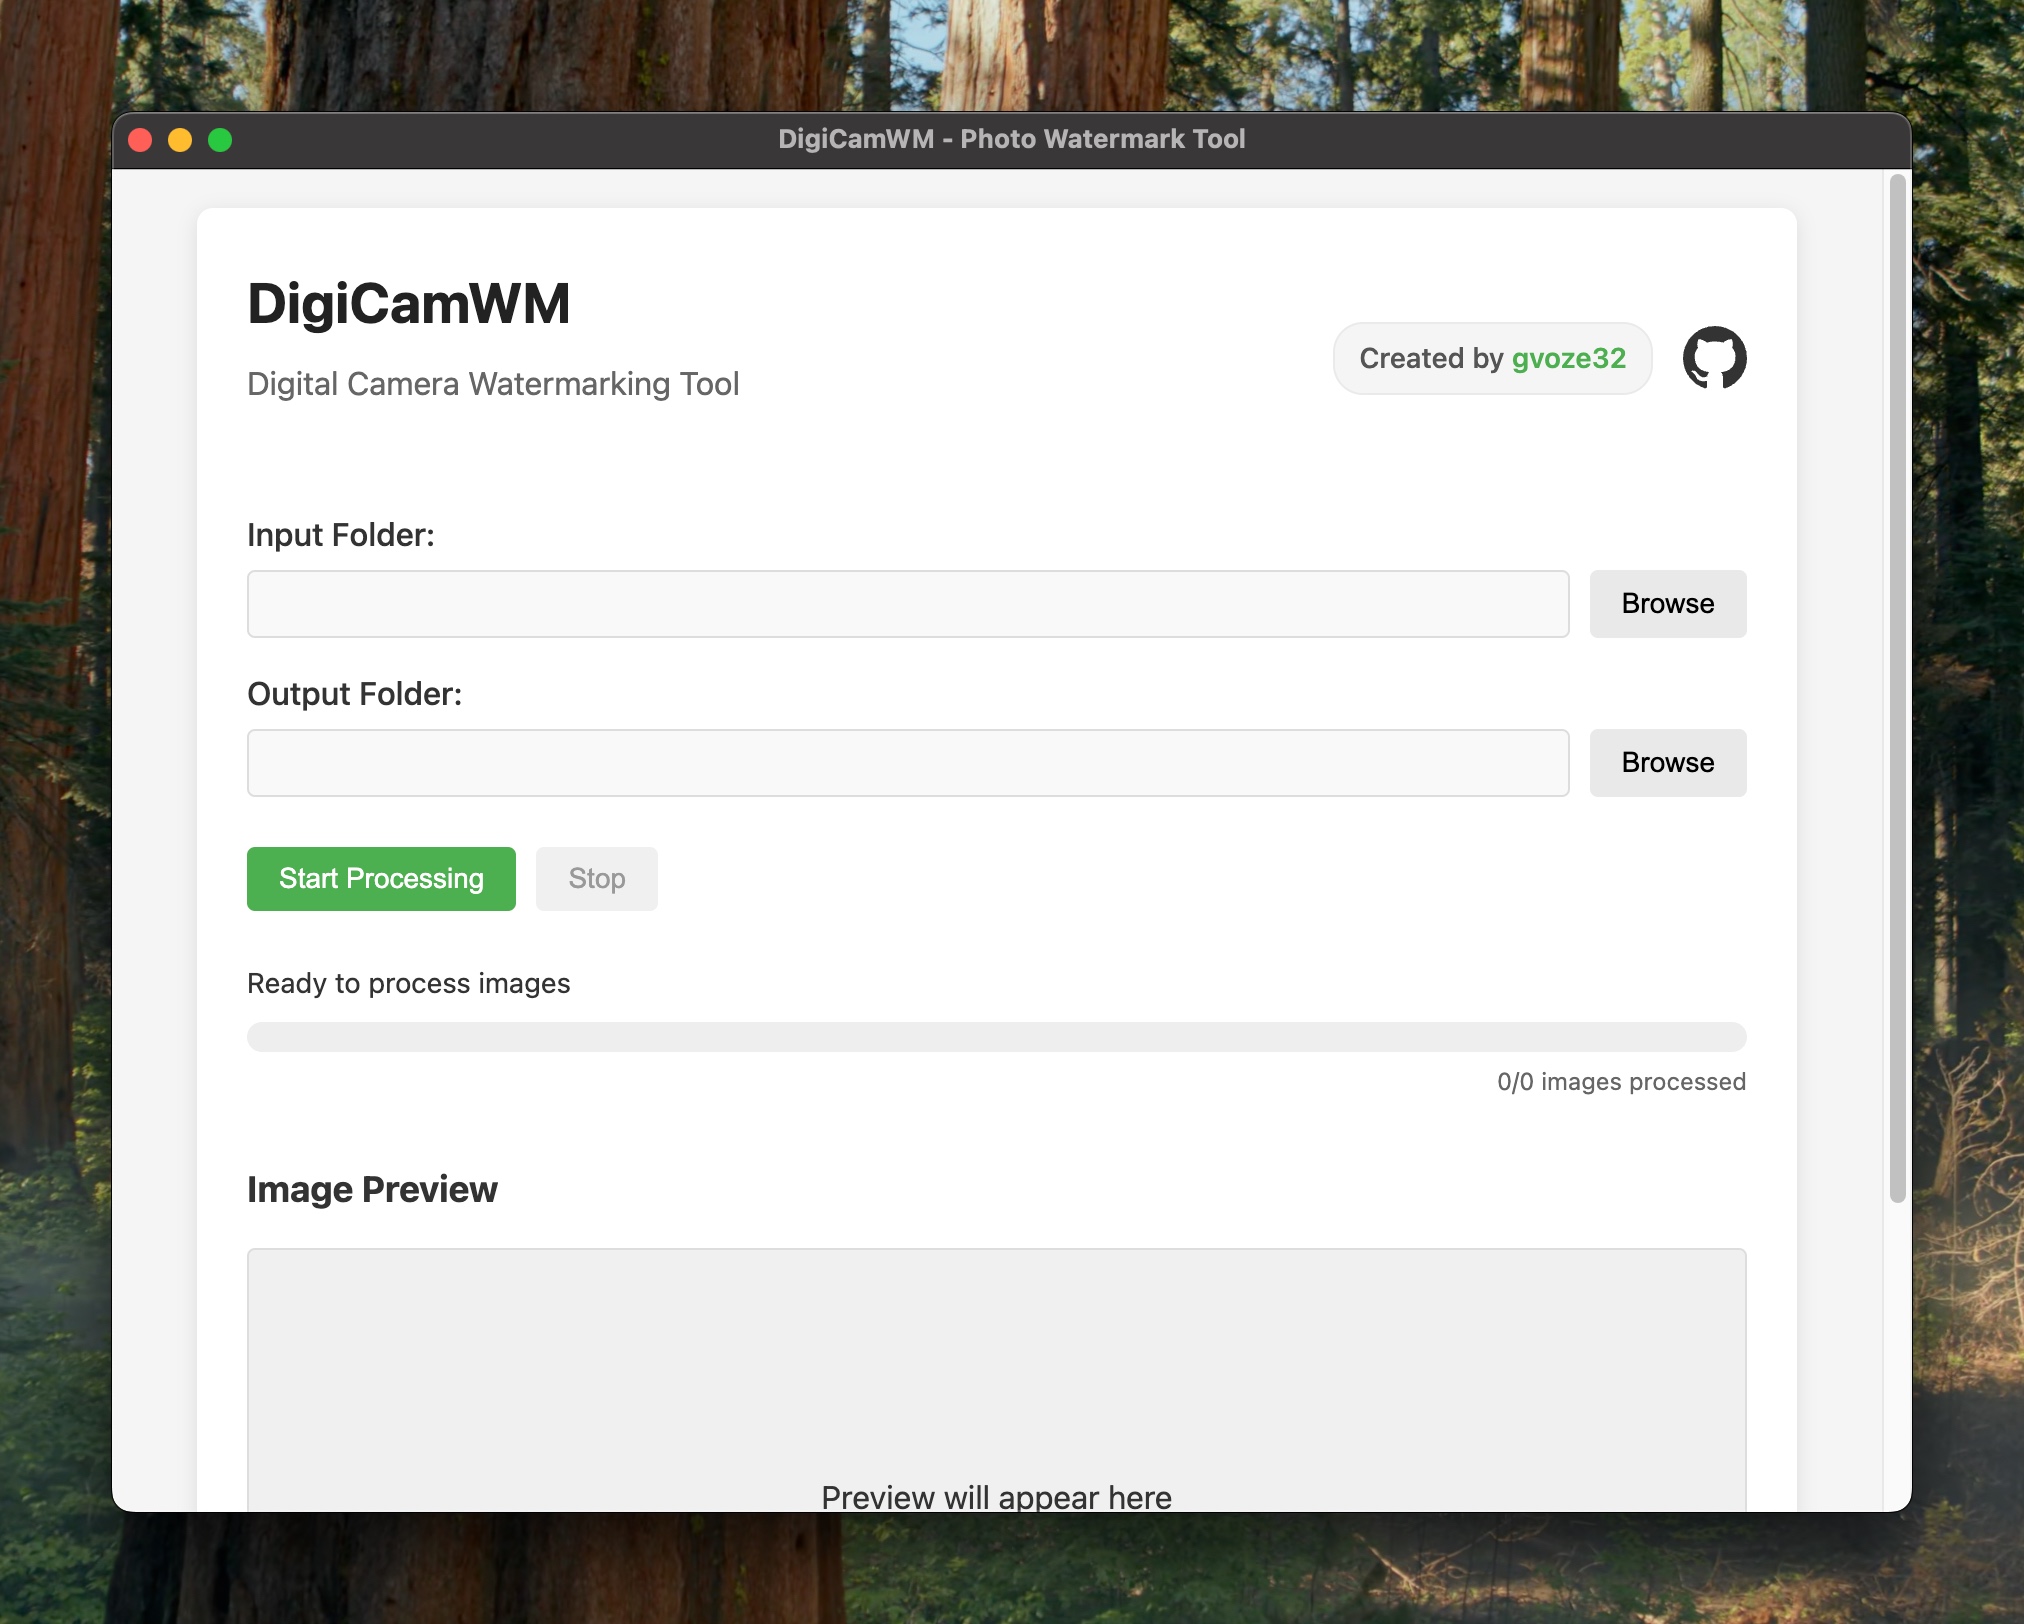 DigiCamWM - Photo Watermark Tool
DigiCamWM
Digital Camera Watermarking Tool
Created by gvoze32
Input Folder:
Browse
Output Folder:
Browse
Start Processing
Stop
Ready to process images
0/0 images processed
Image Preview
Preview will appear here